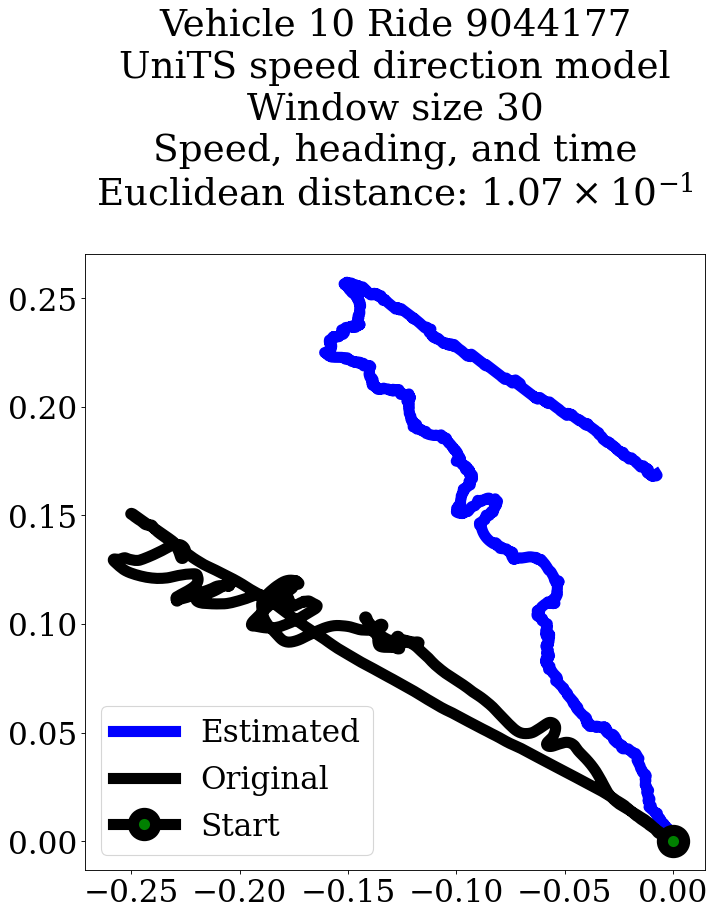 Vehicle 10 Ride 9044177
UniTS speed direction model
Window size 30
Speed, heading, and time
Euclidean distance: 1.07 × 10⁻¹
0.25
0.20
0.15
0.10
0.05
0.00
Estimated
Original
Start
−0.25 −0.20 −0.15 −0.10 −0.05 0.00